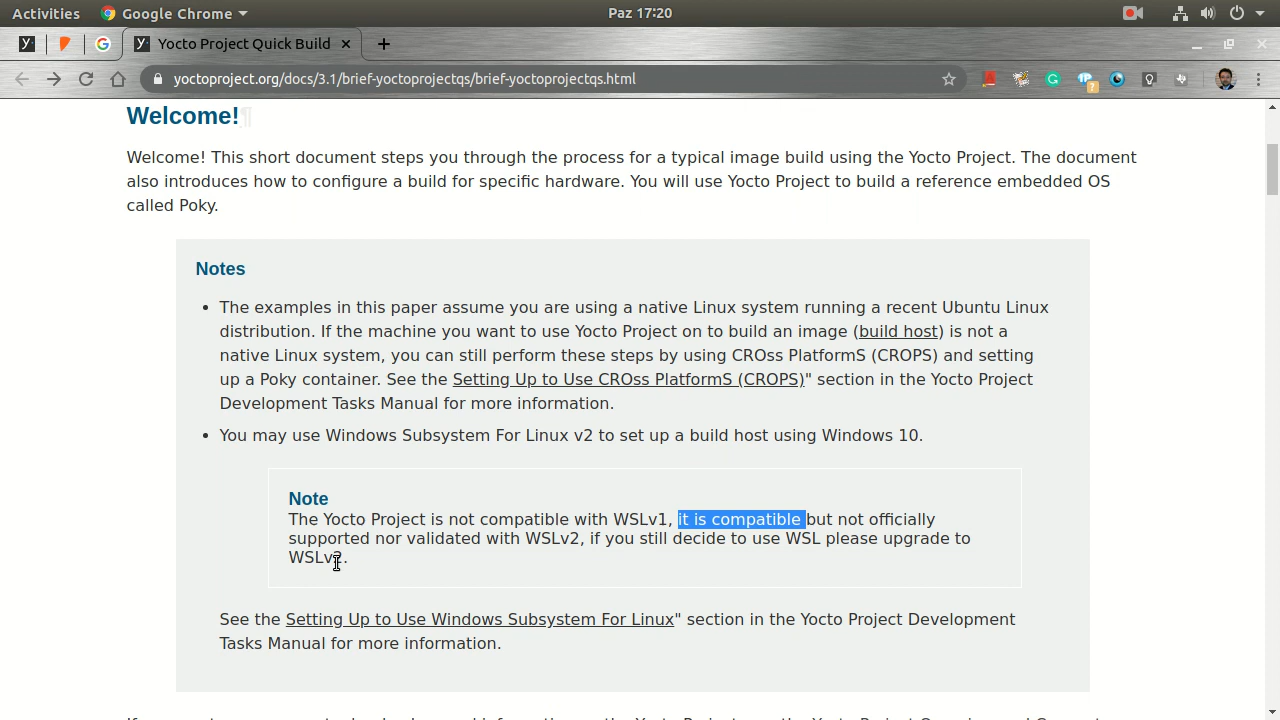 Activities
Google Chrome
Paz 17:20
Yocto Project Quick Build
yoctoproject.org/docs/3.1/brief-yoctoprojectqs/brief-yoctoprojectqs.html
Welcome!¶
Welcome! This short document steps you through the process for a typical image build using the Yocto Project. The document
also introduces how to configure a build for specific hardware. You will use Yocto Project to build a reference embedded OS
called Poky.
Notes
• The examples in this paper assume you are using a native Linux system running a recent Ubuntu Linux
distribution. If the machine you want to use Yocto Project on to build an image (build host) is not a
native Linux system, you can still perform these steps by using CROss PlatformS (CROPS) and setting
up a Poky container. See the Setting Up to Use CROss PlatformS (CROPS)" section in the Yocto Project
Development Tasks Manual for more information.
• You may use Windows Subsystem For Linux v2 to set up a build host using Windows 10.
Note
The Yocto Project is not compatible with WSLv1, it is compatible but not officially
supported nor validated with WSLv2, if you still decide to use WSL please upgrade to
WSLv2.
See the Setting Up to Use Windows Subsystem For Linux" section in the Yocto Project Development
Tasks Manual for more information.